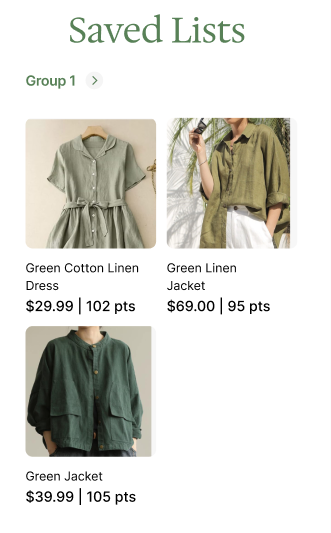 Saved Lists
Group 1
Green Cotton Linen
Dress
$29.99 | 102 pts
Green Linen
Jacket
$69.00 | 95 pts
Green Jacket
$39.99 | 105 pts